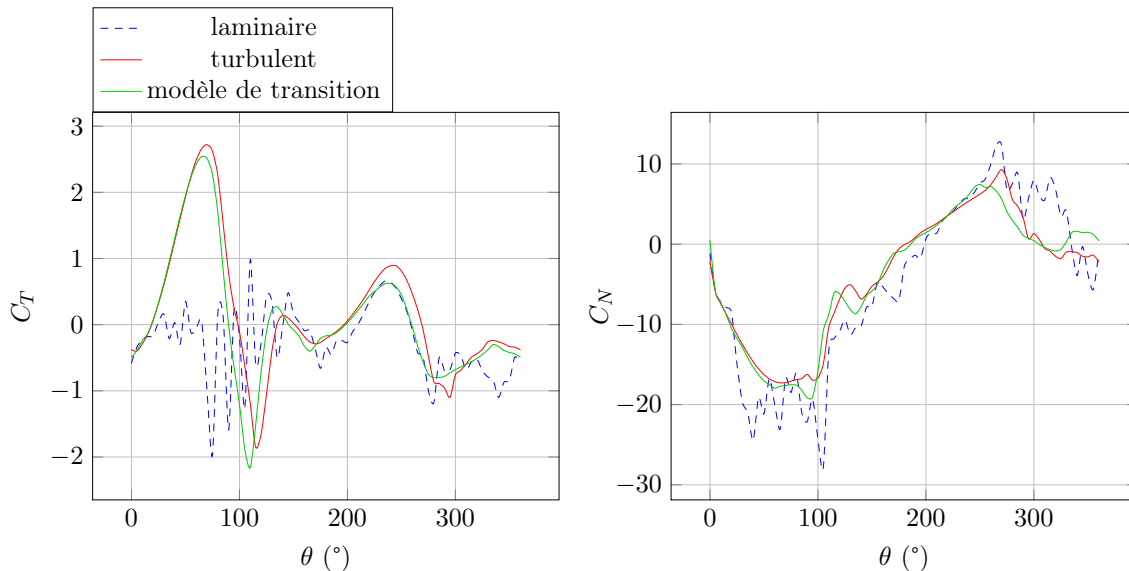 laminaire
turbulent
modèle de transition
3
2
1
0
−1
−2
C_T
0
100
200
300
θ (°)
10
0
−10
−20
−30
C_N
0
100
200
300
θ (°)